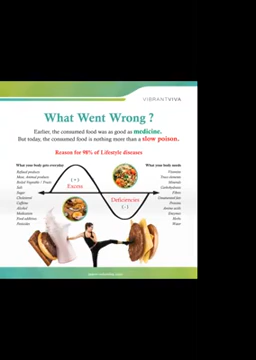 VIBRANTVIVA
What Went Wrong ?
Earlier, the consumed food was as good as medicine.
But today, the consumed food is nothing more than a slow poison.
Reason for 98% of Lifestyle diseases
What your body gets everyday
What your body needs
Refined products
Meat, Animal products
Boiled Vegetable / Fruits
Salt
Sugar
Cholesterol
Caffeine
Alcohol
Medication
Food additives
Pesticides
( + )
Excess
Deficiencies
( - )
Vitamins
Trace elements
Minerals
Carbohydrates
Fibres
Unsaturated fats
Proteins
Amino acids
Enzymes
Herbs
Water